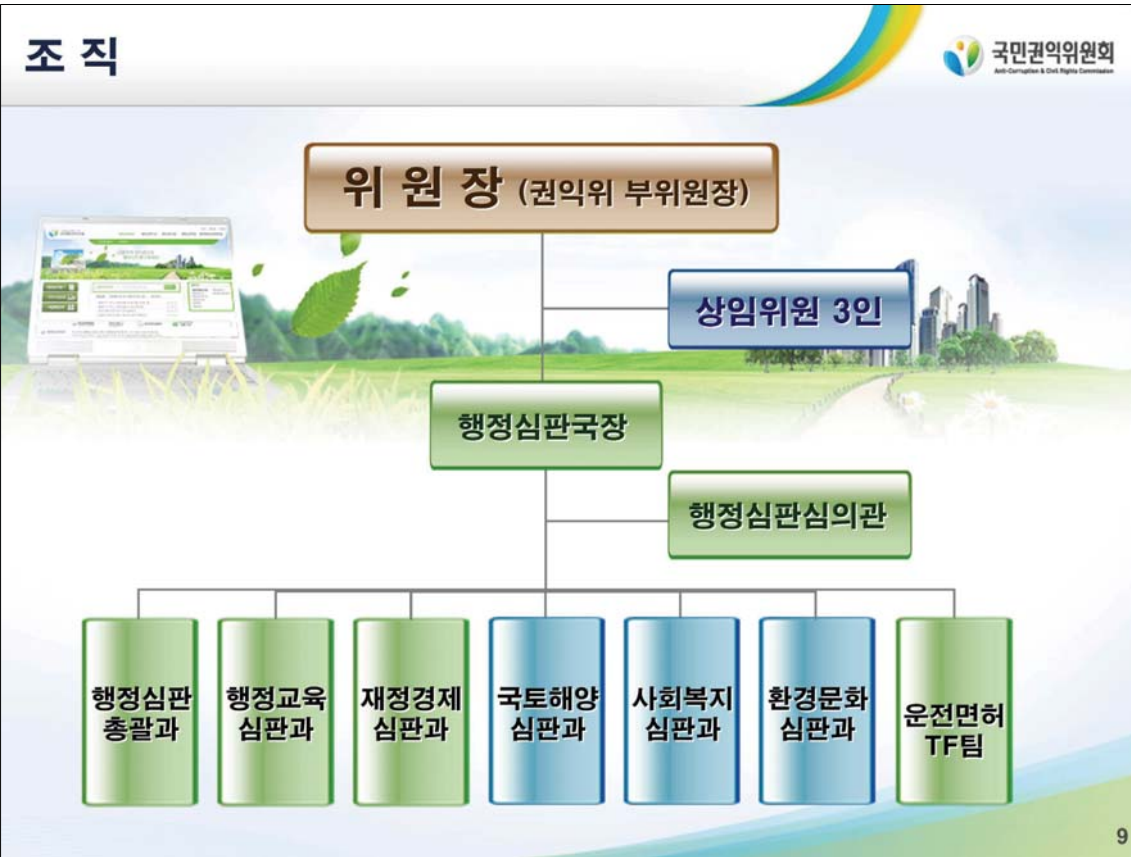 조 직
국민권익위원회
Anti-Corruption & Civil Rights Commission
위 원 장 (권익위 부위원장)
상임위원 3인
행정심판국장
행정심판심의관
행정심판
총괄과
행정교육
심판과
재정경제
심판과
국토해양
심판과
사회복지
심판과
환경문화
심판과
운전면허
TF팀
9